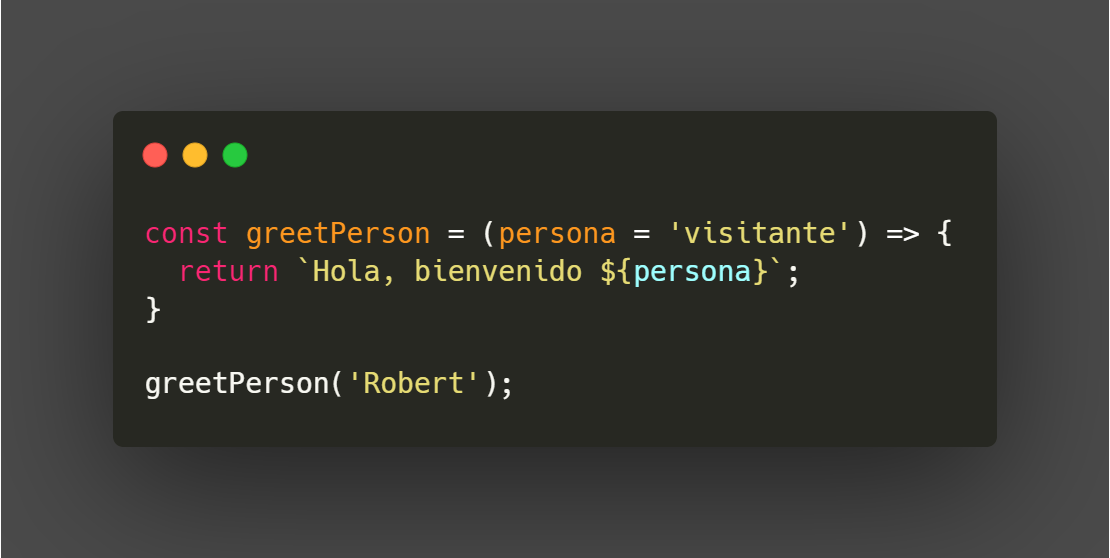 const greetPerson = (persona = 'visitante') => {
  return `Hola, bienvenido ${persona}`;
}
greetPerson('Robert');